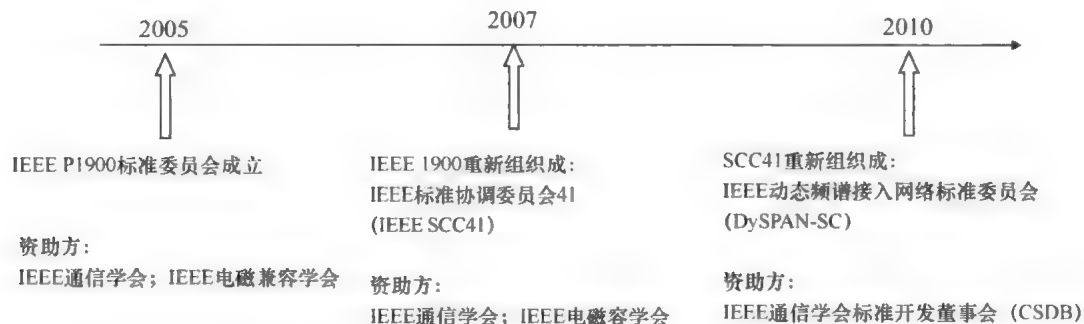 2005
2007
2010
IEEE P1900标准委员会成立
资助方：
IEEE通信学会；IEEE电磁兼容学会
IEEE 1900重新组织成：
IEEE标准协调委员会41
(IEEE SCC41)
资助方：
IEEE通信学会；IEEE电磁容学会
SCC41重新组织成：
IEEE动态频谱接入网络标准委员会
(DySPAN-SC)
资助方：
IEEE通信学会标准开发董事会（CSDB）